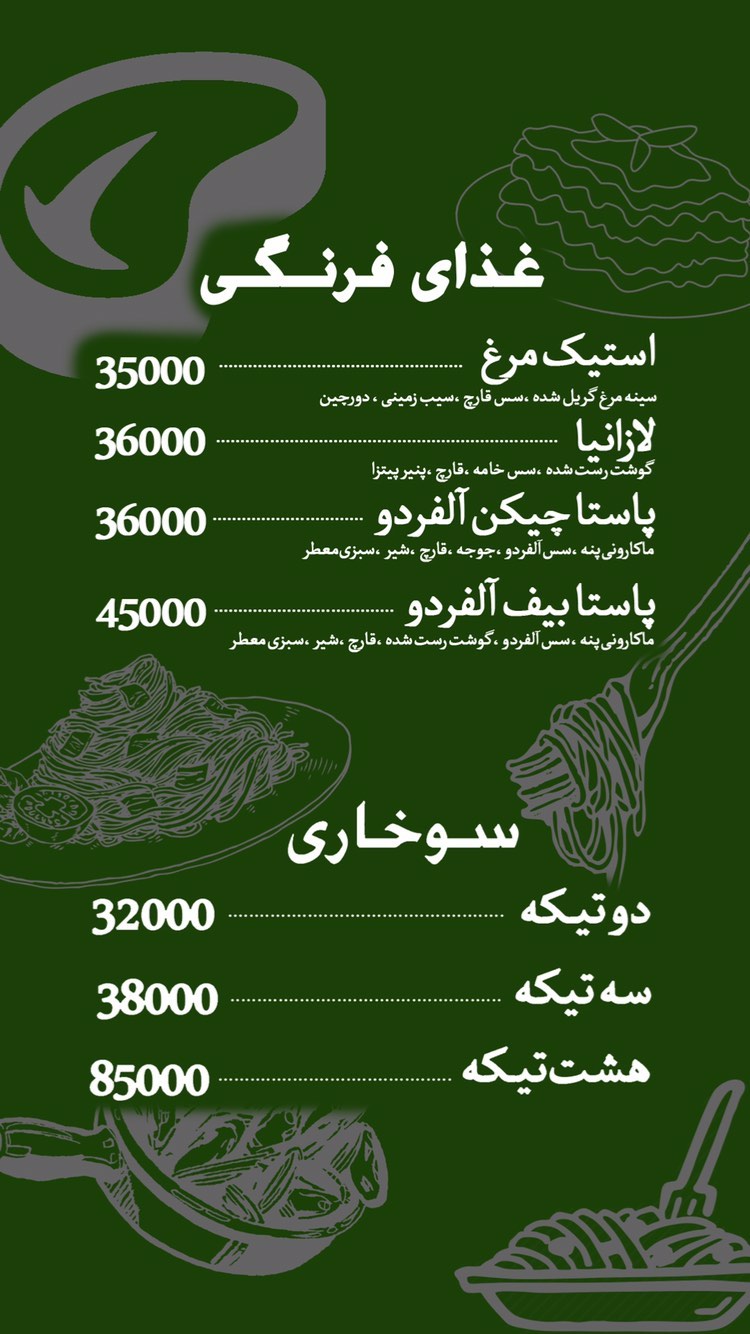 غذای فرنگی
استیک مرغ ........ 35000
سینه مرغ گریل شده ،سس قارچ ،سیب زمینی ، دورچین
لازانیا ........ 36000
گوشت رست شده ،سس خامه ،قارچ ،پنیر پیتزا
پاستا چیکن آلفردو ........ 36000
ماکارونی پنه ،سس آلفردو ،جوجه ،قارچ ،شیر ،سبزی معطر
پاستا بیف آلفردو ........ 45000
ماکارونی پنه ،سس آلفردو ،گوشت رست شده ،قارچ ،شیر ،سبزی معطر
سوخاری
دو تیکه ........ 32000
سه تیکه ........ 38000
هشت تیکه ........ 85000